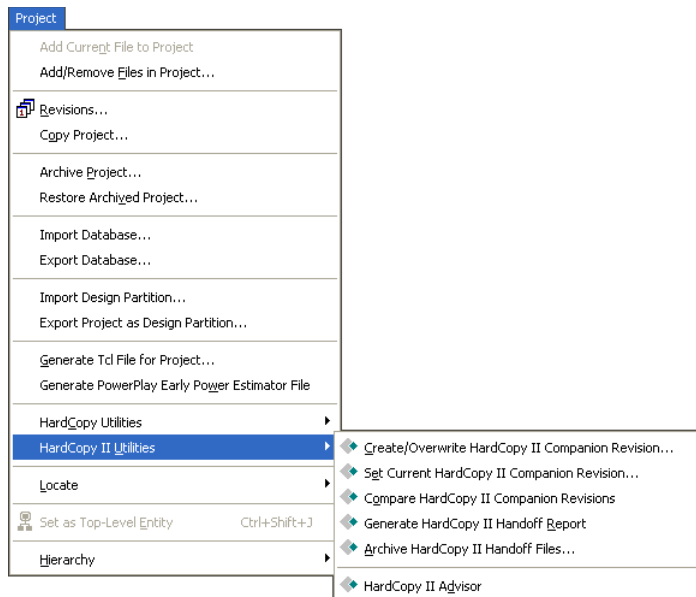 Project
Add Current File to Project
Add/Remove Files in Project...
Revisions...
Copy Project...
Archive Project...
Restore Archived Project...
Import Database...
Export Database...
Import Design Partition...
Export Project as Design Partition...
Generate Tcl File for Project...
Generate PowerPlay Early Power Estimator File
HardCopy Utilities
HardCopy II Utilities
Create/Overwrite HardCopy II Companion Revision...
Set Current HardCopy II Companion Revision...
Compare HardCopy II Companion Revisions
Generate HardCopy II Handoff Report
Archive HardCopy II Handoff Files...
HardCopy II Advisor
Locate
Set as Top-Level Entity Ctrl+Shift+J
Hierarchy